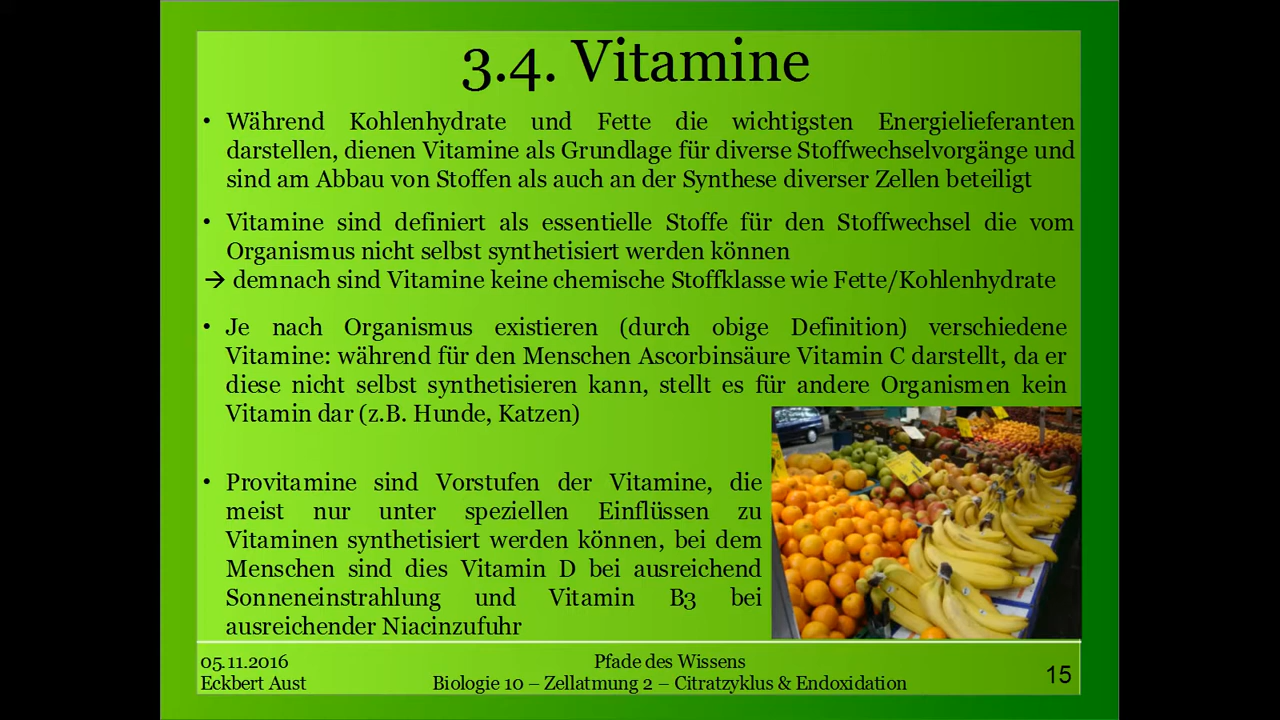 3.4. Vitamine
• Während Kohlenhydrate und Fette die wichtigsten Energielieferanten
darstellen, dienen Vitamine als Grundlage für diverse Stoffwechselvorgänge und
sind am Abbau von Stoffen als auch an der Synthese diverser Zellen beteiligt
• Vitamine sind definiert als essentielle Stoffe für den Stoffwechsel die vom
Organismus nicht selbst synthetisiert werden können
→ demnach sind Vitamine keine chemische Stoffklasse wie Fette/Kohlenhydrate
• Je nach Organismus existieren (durch obige Definition) verschiedene
Vitamine: während für den Menschen Ascorbinsäure Vitamin C darstellt, da er
diese nicht selbst synthetisieren kann, stellt es für andere Organismen kein
Vitamin dar (z.B. Hunde, Katzen)
• Provitamine sind Vorstufen der Vitamine, die
meist nur unter speziellen Einflüssen zu
Vitaminen synthetisiert werden können, bei dem
Menschen sind dies Vitamin D bei ausreichend
Sonneneinstrahlung und Vitamin B3 bei
ausreichender Niacinzufuhr
05.11.2016
Eckbert Aust
Pfade des Wissens
Biologie 10 – Zellatmung 2 – Citratzyklus & Endoxidation
15